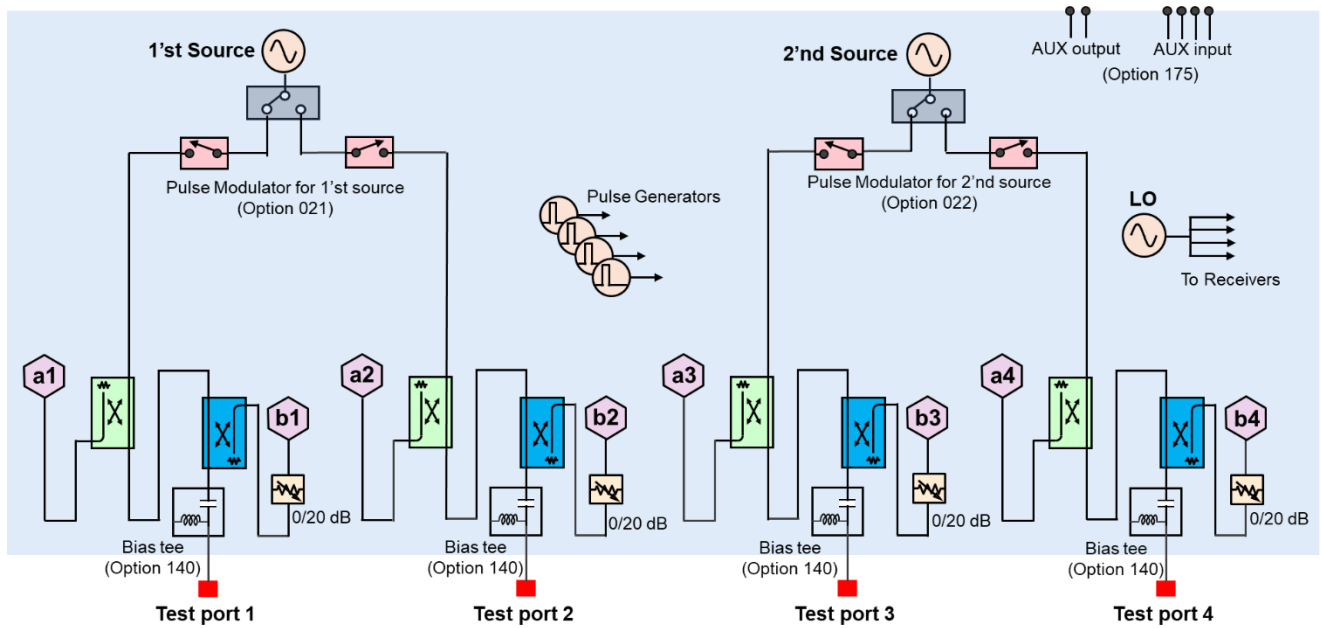 1'st Source
2'nd Source
AUX output
AUX input
(Option 175)
Pulse Modulator for 1'st source
(Option 021)
Pulse Generators
Pulse Modulator for 2'nd source
(Option 022)
LO
To Receivers
a1
b1
a2
b2
a3
b3
a4
b4
0/20 dB
0/20 dB
0/20 dB
0/20 dB
Bias tee
(Option 140)
Bias tee
(Option 140)
Bias tee
(Option 140)
Bias tee
(Option 140)
Test port 1
Test port 2
Test port 3
Test port 4